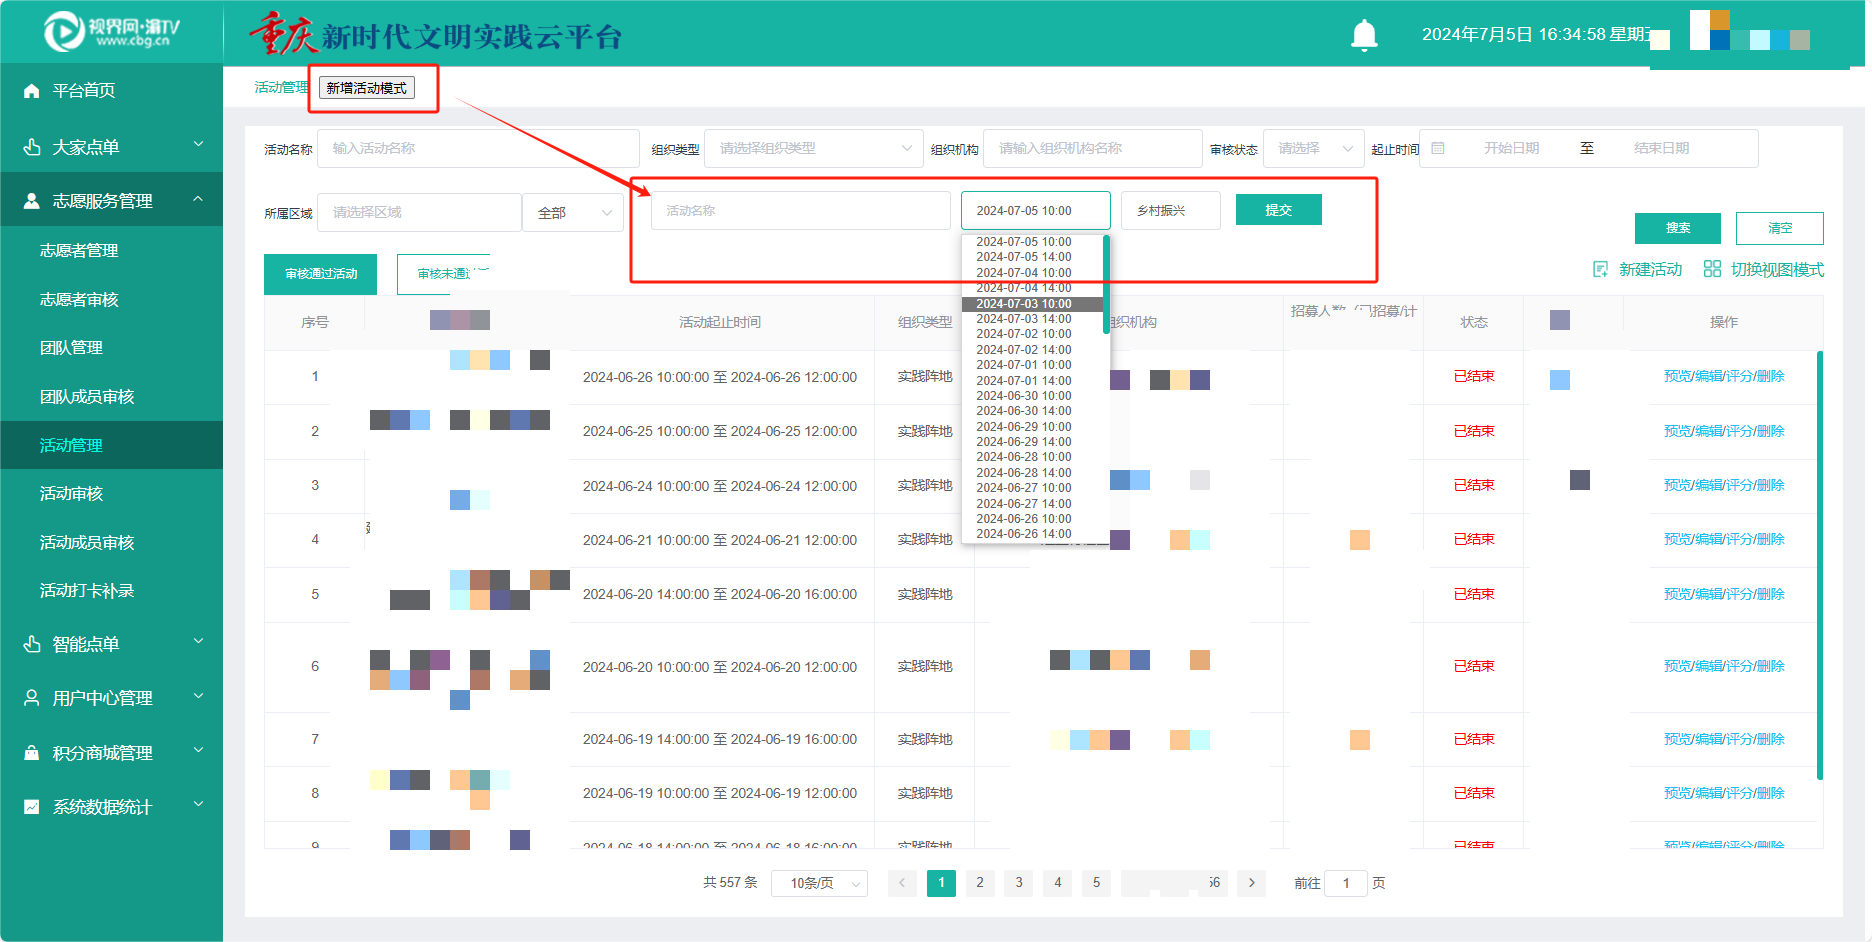 视界网·渝TV
www.cbg.cn
重庆 新时代文明实践云平台
2024年7月5日 16:34:58 星期
平台首页
大家点单
志愿服务管理
志愿者管理
志愿者审核
团队管理
团队成员审核
活动管理
活动审核
活动成员审核
活动打卡补录
智能点单
用户中心管理
积分商城管理
系统数据统计
活动管理 新增活动模式
活动名称 输入活动名称 组织类型 请选择组织类型 组织机构 请输入组织机构名称 审核状态 请选择 起止时间 开始日期 至 结束日期
所属区域 请选择区域 全部 活动名称 2024-07-05 10:00 乡村振兴 提交
搜索 清空
2024-07-05 10:00
2024-07-05 14:00
2024-07-04 10:00
2024-07-04 14:00
2024-07-03 10:00
2024-07-03 14:00
2024-07-02 10:00
2024-07-02 14:00
2024-07-01 10:00
2024-07-01 14:00
2024-06-30 10:00
2024-06-30 14:00
2024-06-29 10:00
2024-06-29 14:00
2024-06-28 10:00
2024-06-28 14:00
2024-06-27 10:00
2024-06-27 14:00
2024-06-26 10:00
2024-06-26 14:00
审核通过活动 审核未通过 新建活动 切换视图模式
序号 活动起止时间 组织类型 组织机构 招募人数 招募/计 状态 操作
1 2024-06-26 10:00:00 至 2024-06-26 12:00:00 实践阵地 已结束 预览/编辑/评分/删除
2 2024-06-25 10:00:00 至 2024-06-25 12:00:00 实践阵地 已结束 预览/编辑/评分/删除
3 2024-06-24 10:00:00 至 2024-06-24 12:00:00 实践阵地 已结束 预览/编辑/评分/删除
4 2024-06-21 10:00:00 至 2024-06-21 12:00:00 实践阵地 已结束 预览/编辑/评分/删除
5 2024-06-20 14:00:00 至 2024-06-20 16:00:00 实践阵地 已结束 预览/编辑/评分/删除
6 2024-06-20 10:00:00 至 2024-06-20 12:00:00 实践阵地 已结束 预览/编辑/评分/删除
7 2024-06-19 14:00:00 至 2024-06-19 16:00:00 实践阵地 已结束 预览/编辑/评分/删除
8 2024-06-19 10:00:00 至 2024-06-19 12:00:00 实践阵地 已结束 预览/编辑/评分/删除
9 2024-06-18 14:00:00 至 2024-06-18 16:00:00 实践阵地 已结束 预览/编辑/评分/删除
共 557 条 10条/页 1 2 3 4 5 56 前往 1 页